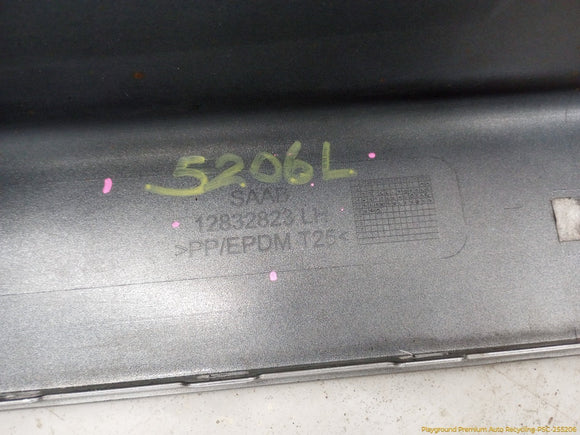 5206L
SAAB
12832823 LH
>PP/EPDM T25<
Playground Premium Auto Recycling-PSC-255206